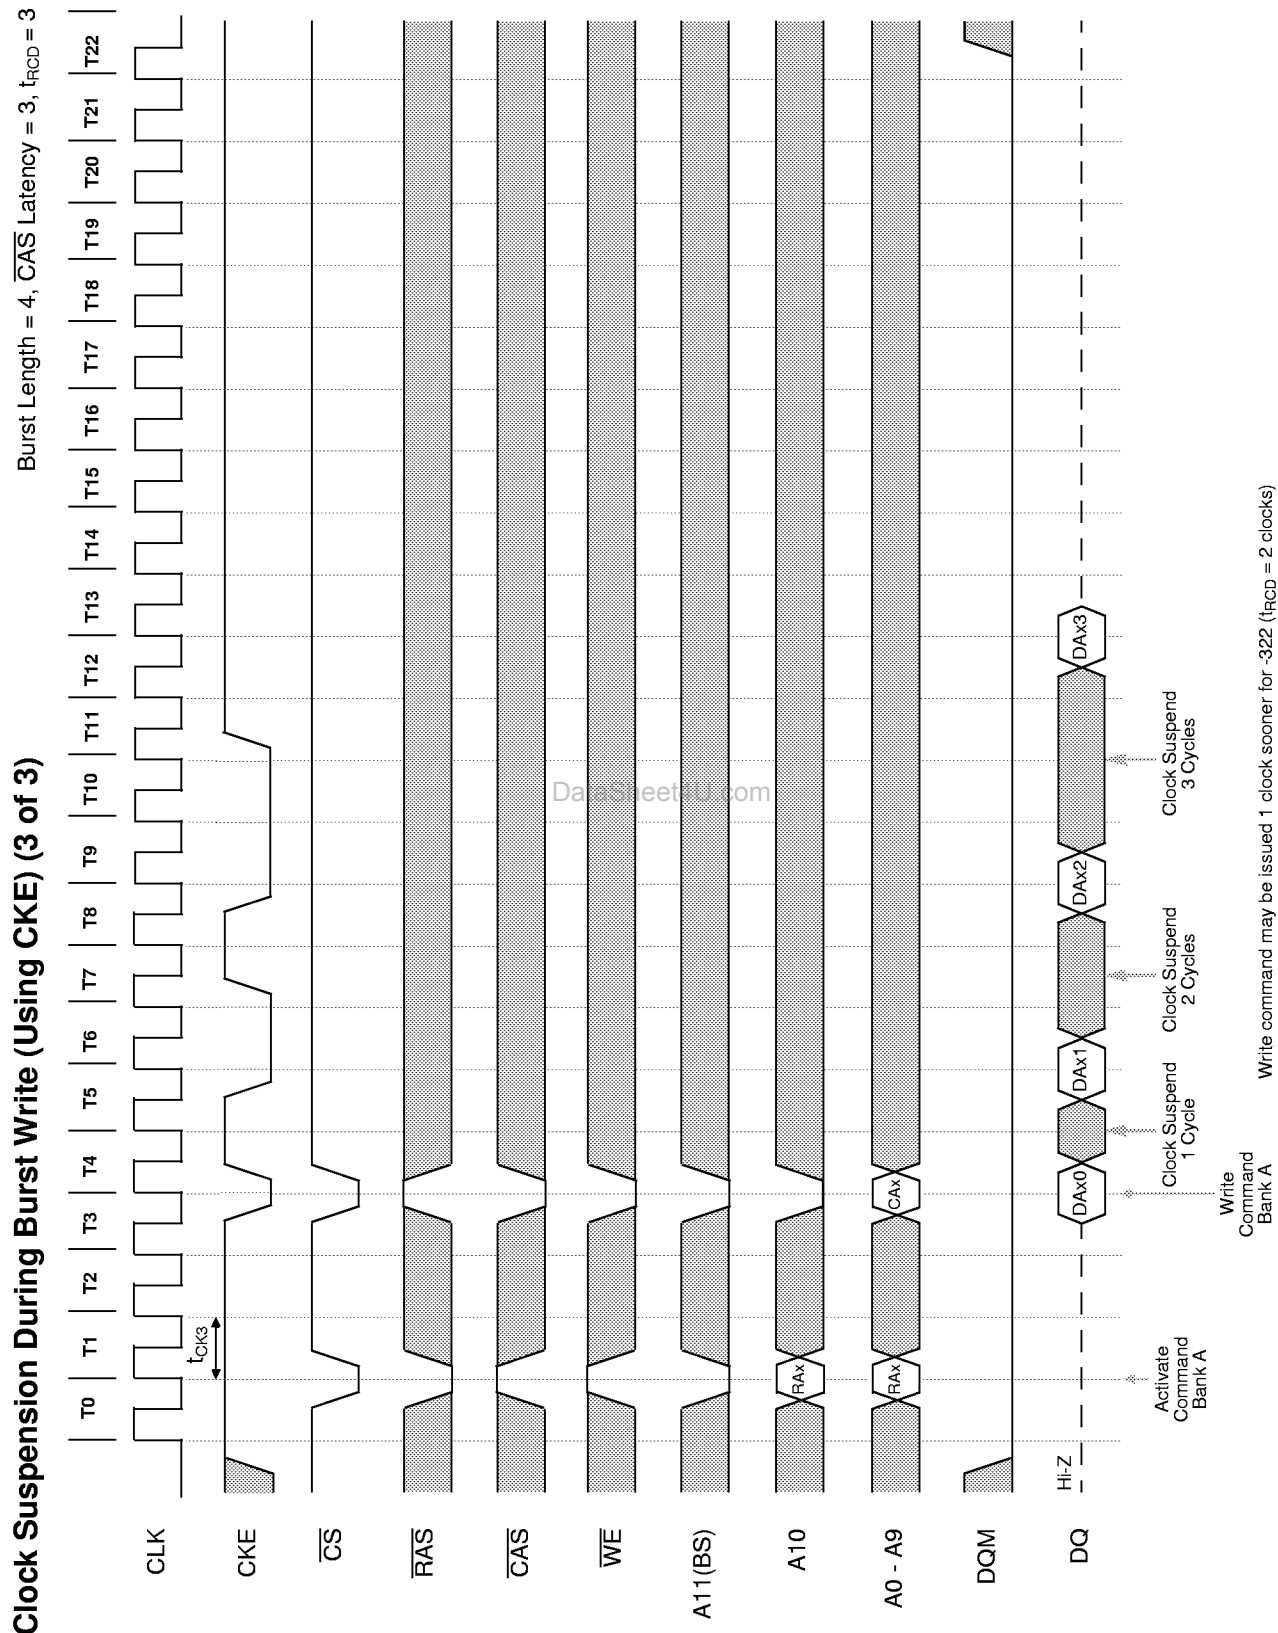 Clock Suspension During Burst Write (Using CKE) (3 of 3)
Burst Length = 4, CAS Latency = 3, tRCD = 3
T0 T1 T2 T3 T4 T5 T6 T7 T8 T9 T10 T11 T12 T13 T14 T15 T16 T17 T18 T19 T20 T21 T22
CLK
tCK3
CKE
CS
RAS
CAS
WE
A11(BS)
A10
RAx
A0 - A9
RAx
CAx
DQM
DQ
Hi-Z
DAx0
DAx1
DAx2
DAx3
Activate
Command
Bank A
Write
Command
Bank A
Clock Suspend
1 Cycle
Clock Suspend
2 Cycles
Clock Suspend
3 Cycles
Write command may be issued 1 clock sooner for -322 (tRCD = 2 clocks)
DataSheet4U.com